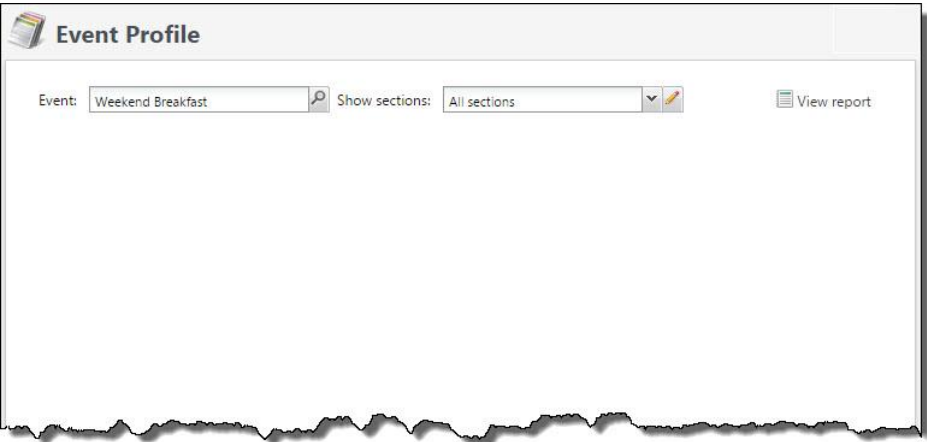 Event Profile
Event: Weekend Breakfast Show sections: All sections View report